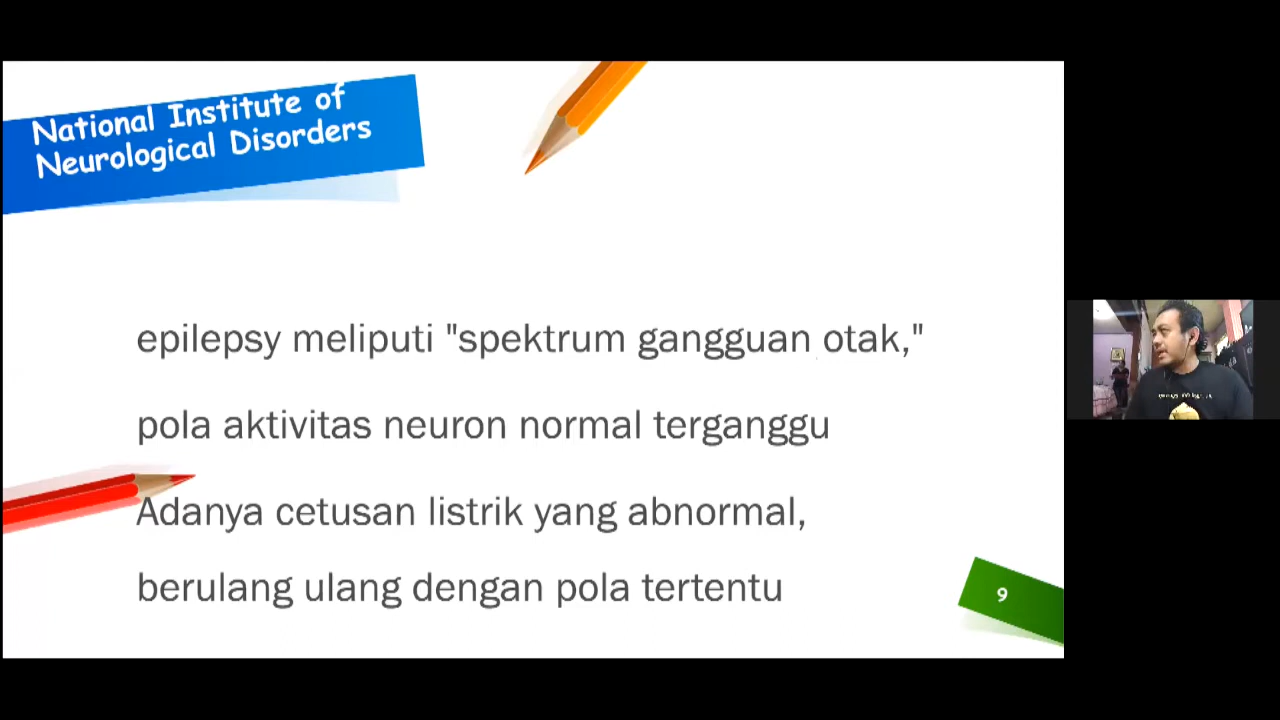 National Institute of
Neurological Disorders
epilepsy meliputi "spektrum gangguan otak,"
pola aktivitas neuron normal terganggu
Adanya cetusan listrik yang abnormal,
berulang ulang dengan pola tertentu
9